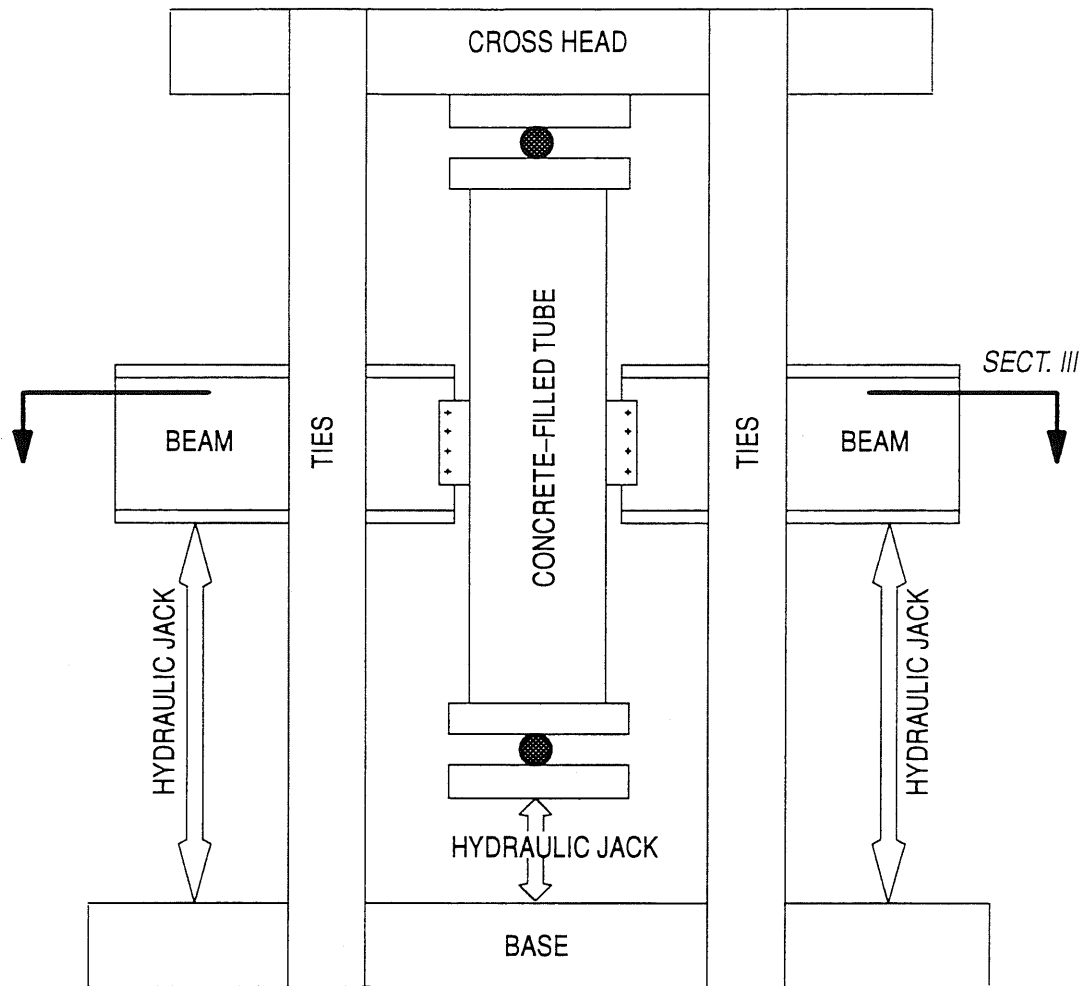 CROSS HEAD
CONCRETE-FILLED TUBE
SECT. III
BEAM
TIES
TIES
BEAM
HYDRAULIC JACK
HYDRAULIC JACK
HYDRAULIC JACK
BASE